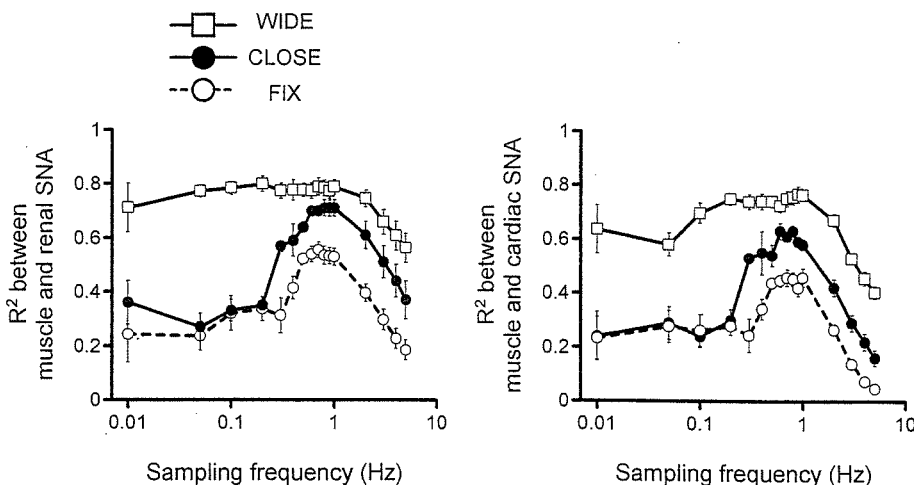 WIDE
CLOSE
FIX
R² between
muscle and renal SNA
1
0.8
0.6
0.4
0.2
0
0.01
0.1
1
10
Sampling frequency (Hz)
R² between
muscle and cardiac SNA
1
0.8
0.6
0.4
0.2
0
0.01
0.1
1
10
Sampling frequency (Hz)